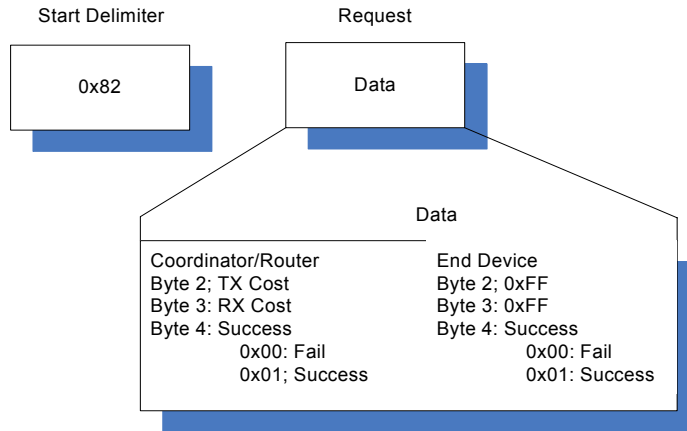 Start Delimiter
Request
0x82
Data
Data
Coordinator/Router
Byte 2; TX Cost
Byte 3: RX Cost
Byte 4: Success
0x00: Fail
0x01; Success
End Device
Byte 2; 0xFF
Byte 3: 0xFF
Byte 4: Success
0x00: Fail
0x01: Success